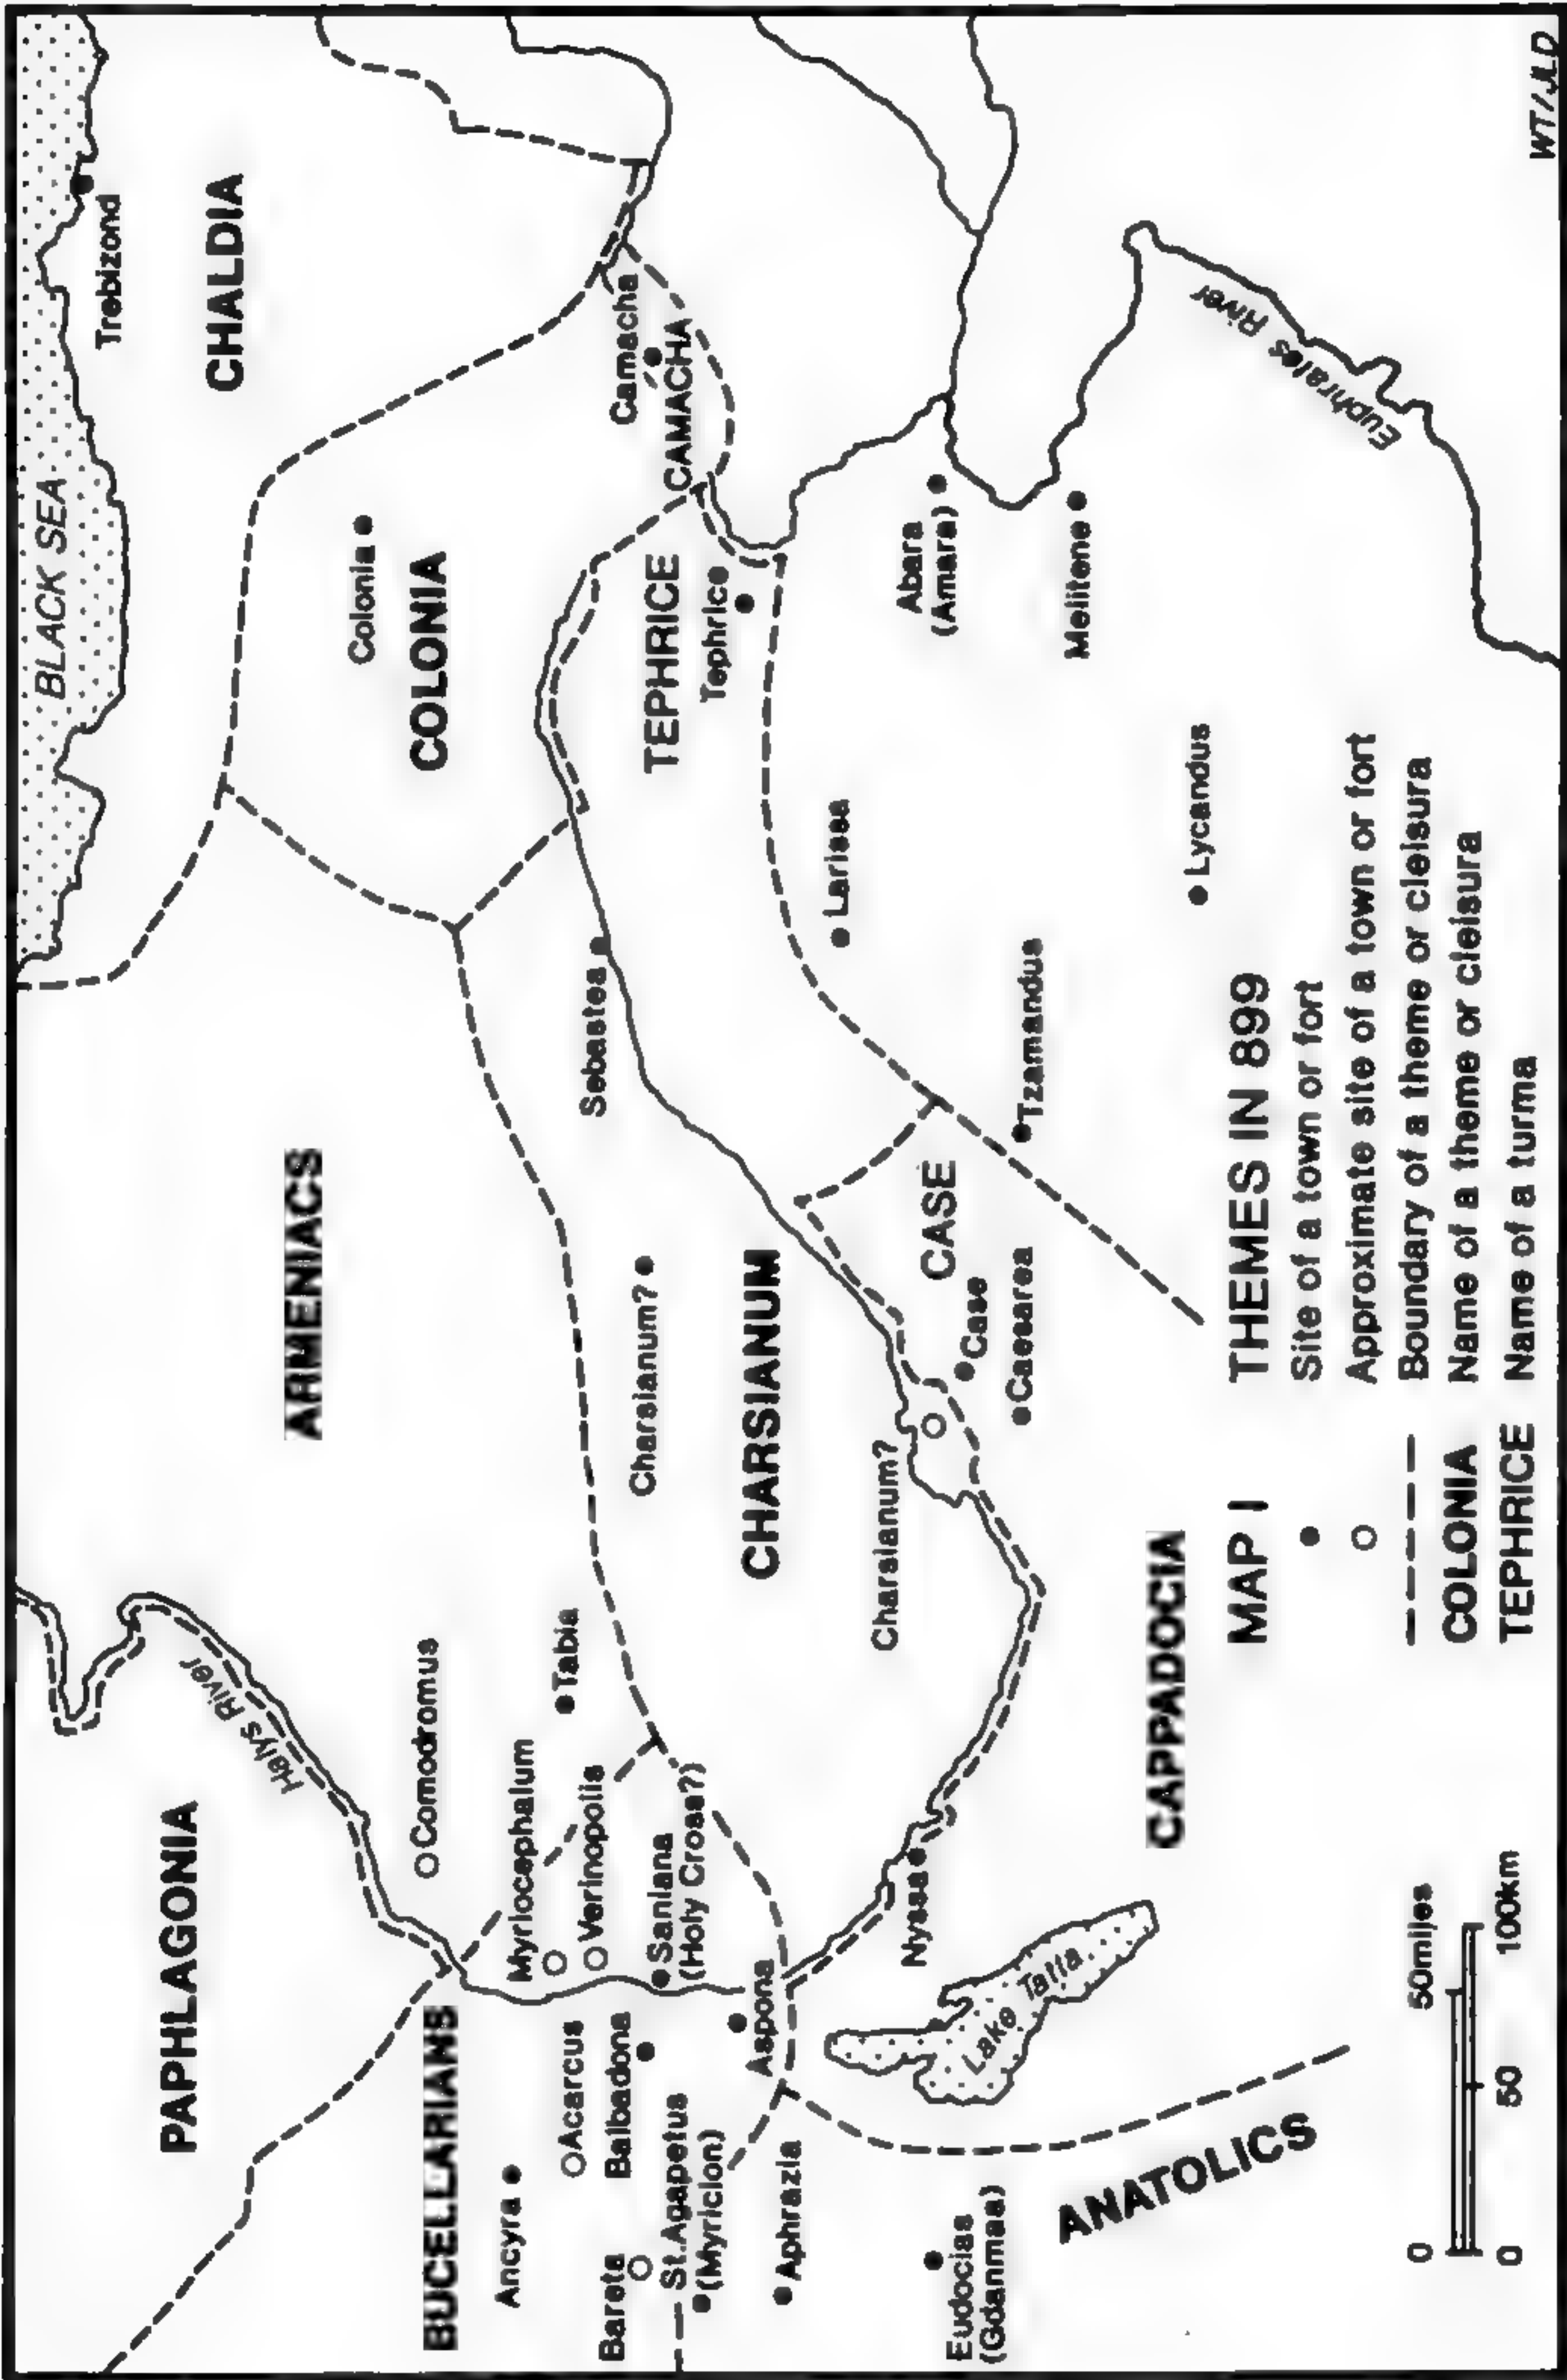 BLACK SEA
Trebizond
CHALDIA
PAPHLAGONIA
Halys River
ARMENIACS
Colonia
COLONIA
Comodromus
BUCELLARIANS
Ancyra
Myriocephalum
Tabia
Acarcus
Verinopolis
Sebastea
Camacha
CAMACHA
Bareta
Balbadona
Saniana
(Holy Cross?)
Charsianum?
TEPHRICE
Tephrice
St.Agapetus
(Myricion)
Aspona
CHARSIANUM
Aphrazia
Larissa
Charsianum?
Nyssa
CASE
Case
Abara
(Amara)
Eudocias
(Gdanmaa)
Lake Tatta
Caesarea
Tzamandus
Melitene
ANATOLICS
CAPPADOCIA
Lycandus
Euphrates River
MAP I THEMES IN 899
Site of a town or fort
Approximate site of a town or fort
Boundary of a theme or cleisura
COLONIA Name of a theme or cleisura
TEPHRICE Name of a turma
0 50miles
0 50 100km
WT/JLD